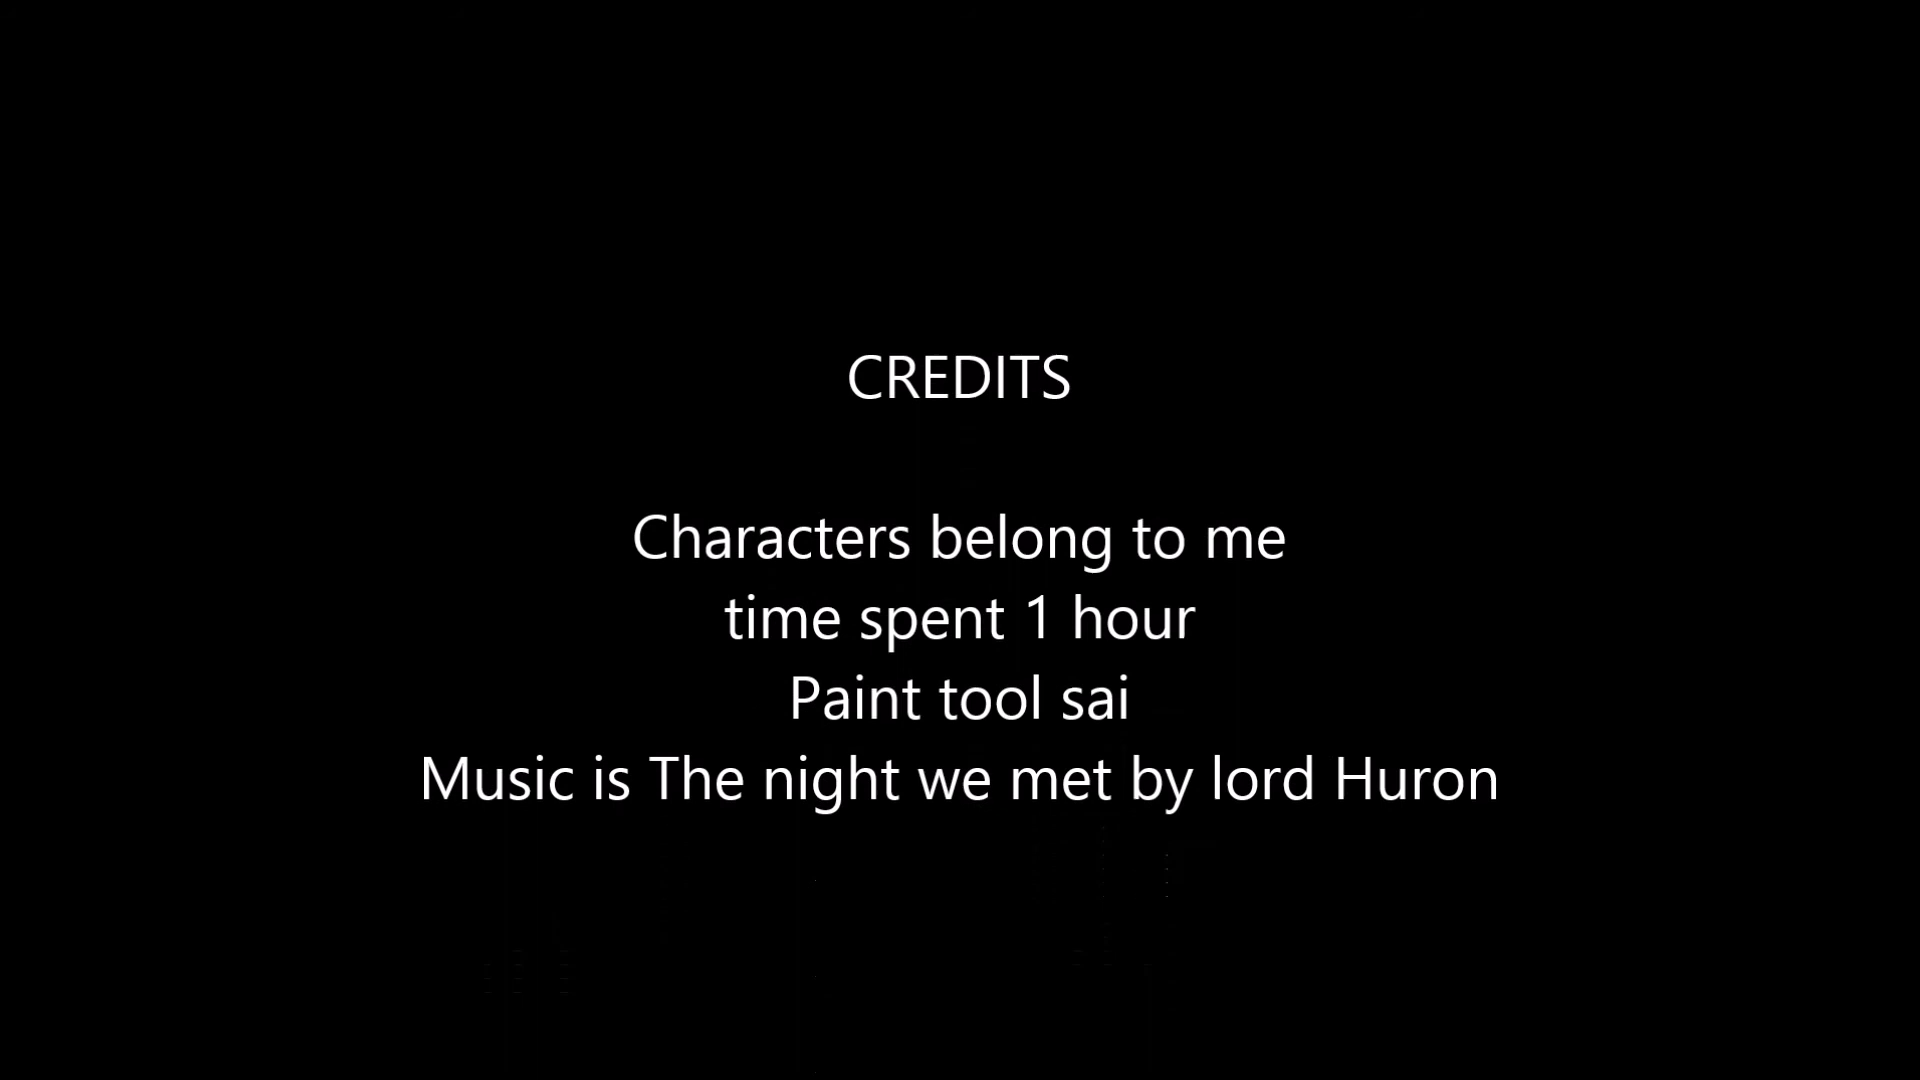 CREDITS
Characters belong to me
time spent 1 hour
Paint tool sai
Music is The night we met by lord Huron